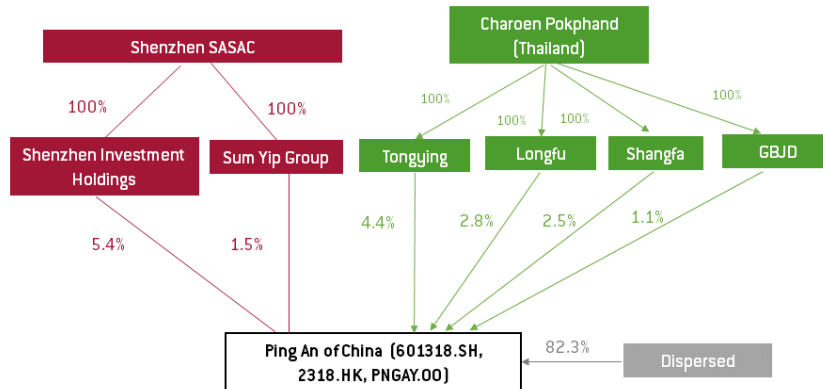 Shenzhen SASAC
Charoen Pokphand
(Thailand)
100%
100%
100%
100%
100%
100%
Shenzhen Investment
Holdings
Sum Yip Group
Tongying
Longfu
Shangfa
GBJD
5.4%
1.5%
4.4%
2.8%
2.5%
1.1%
Ping An of China (601318.SH,
2318.HK, PNGAY.OO)
82.3%
Dispersed